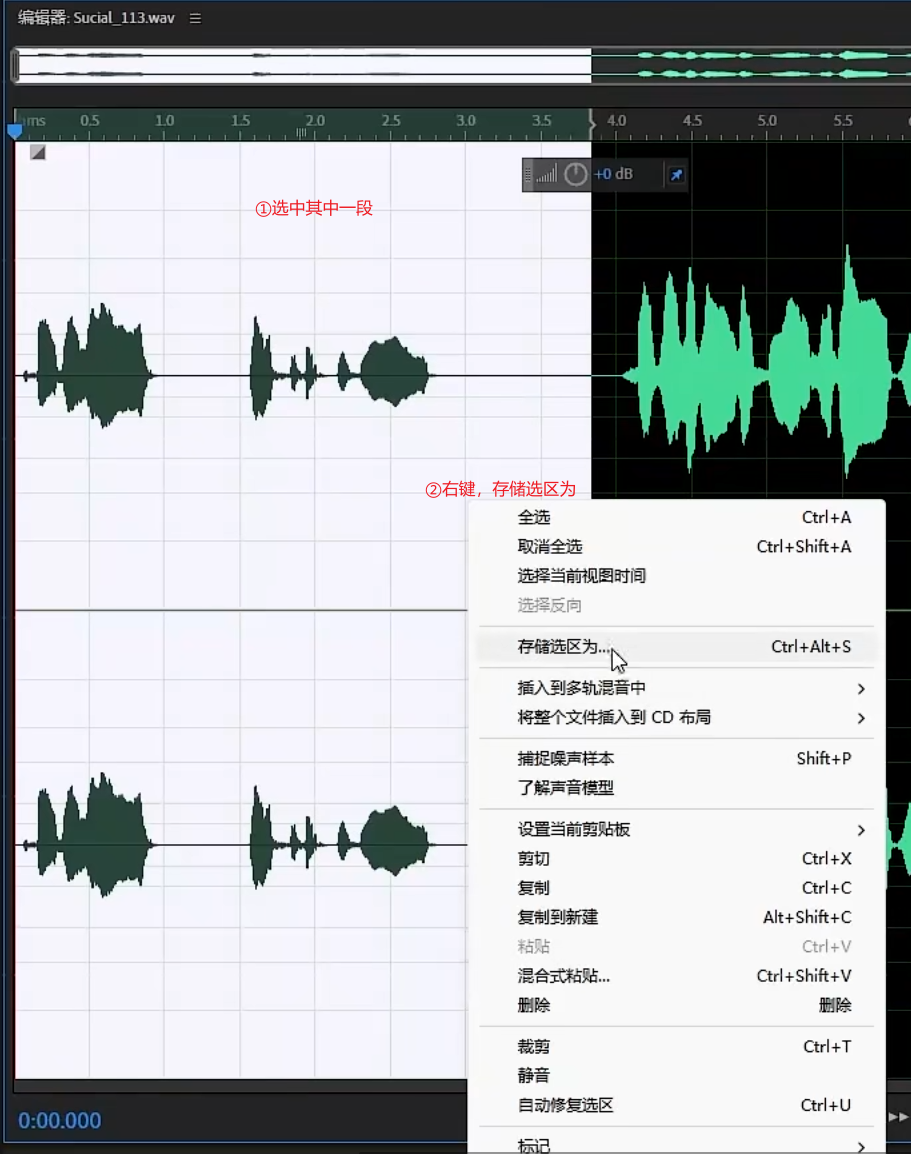 编辑器: Sucial_113.wav
hms 0.5 1.0 1.5 2.0 2.5 3.0 3.5 4.0 4.5 5.0 5.5
+0 dB
①选中其中一段
②右键，存储选区为
全选 Ctrl+A
取消全选 Ctrl+Shift+A
选择当前视图时间
选择反向
存储选区为... Ctrl+Alt+S
插入到多轨混音中
将整个文件插入到 CD 布局
捕捉噪声样本 Shift+P
了解声音模型
设置当前剪贴板
剪切 Ctrl+X
复制 Ctrl+C
复制到新建 Alt+Shift+C
粘贴 Ctrl+V
混合式粘贴... Ctrl+Shift+V
删除 删除
裁剪 Ctrl+T
静音
自动修复选区 Ctrl+U
标记
0:00.000